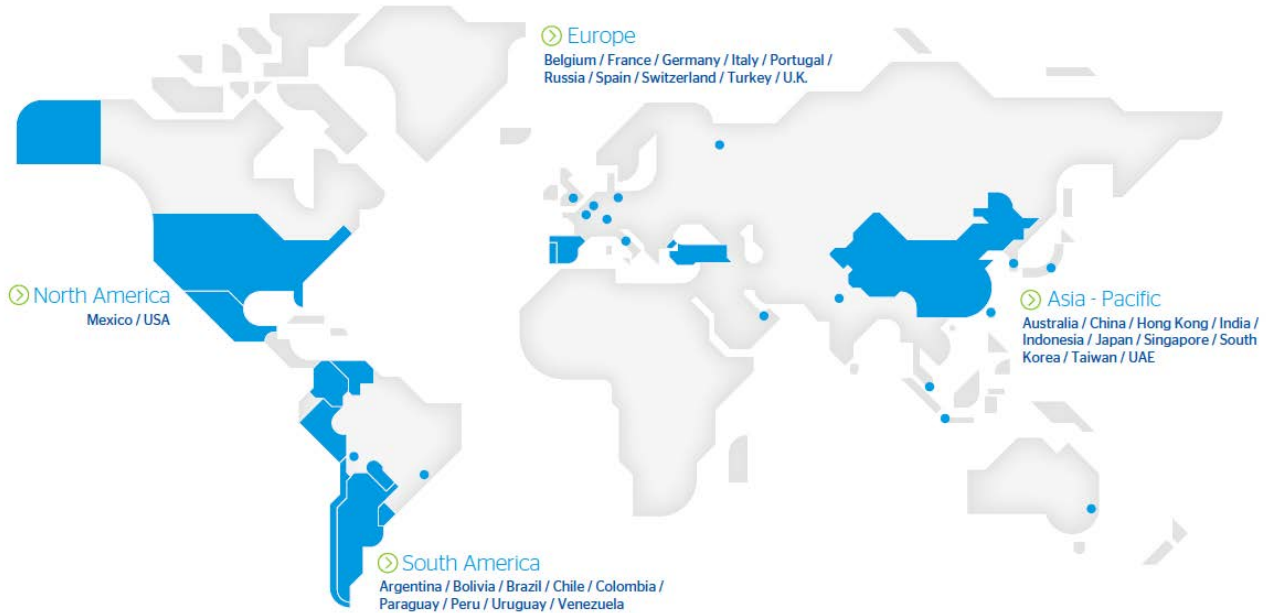 Europe
Belgium / France / Germany / Italy / Portugal /
Russia / Spain / Switzerland / Turkey / U.K.
North America
Mexico / USA
Asia - Pacific
Australia / China / Hong Kong / India /
Indonesia / Japan / Singapore / South
Korea / Taiwan / UAE
South America
Argentina / Bolivia / Brazil / Chile / Colombia /
Paraguay / Peru / Uruguay / Venezuela